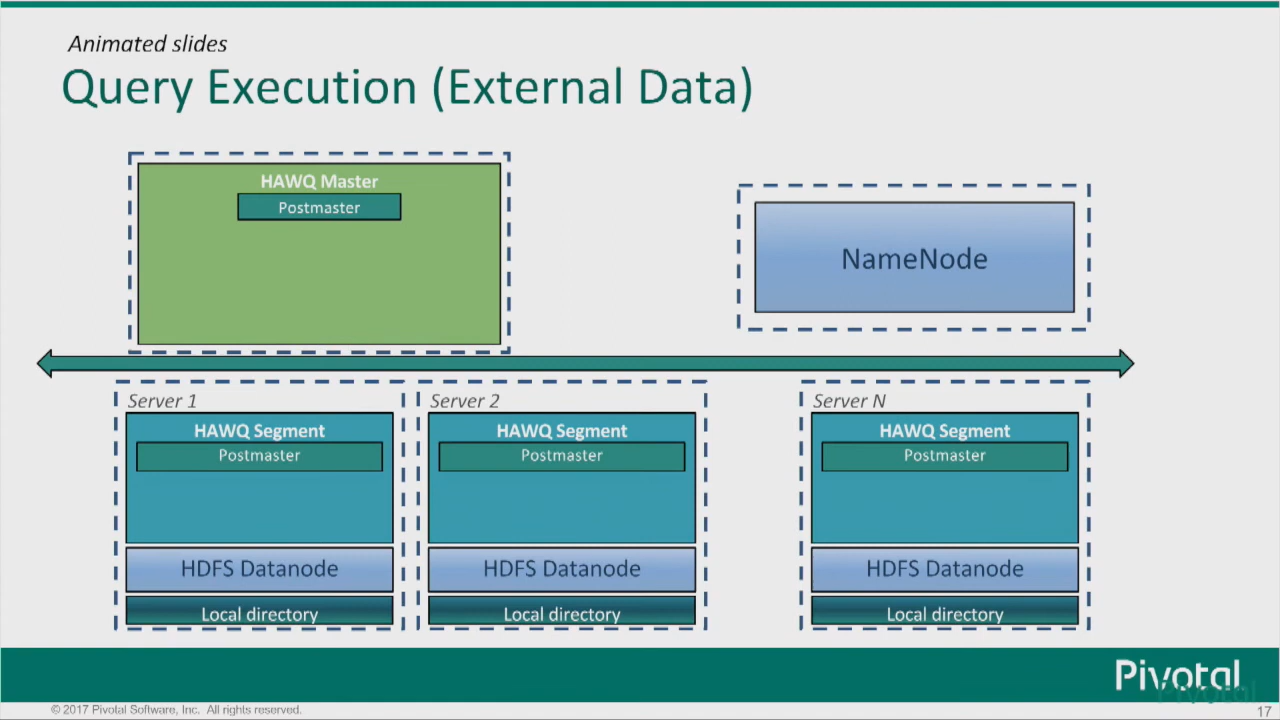 Animated slides
Query Execution (External Data)
HAWQ Master
Postmaster
NameNode
Server 1
HAWQ Segment
Postmaster
HDFS Datanode
Local directory
Server 2
HAWQ Segment
Postmaster
HDFS Datanode
Local directory
Server N
HAWQ Segment
Postmaster
HDFS Datanode
Local directory
Pivotal
Pivotal
© 2017 Pivotal Software, Inc. All rights reserved.
17